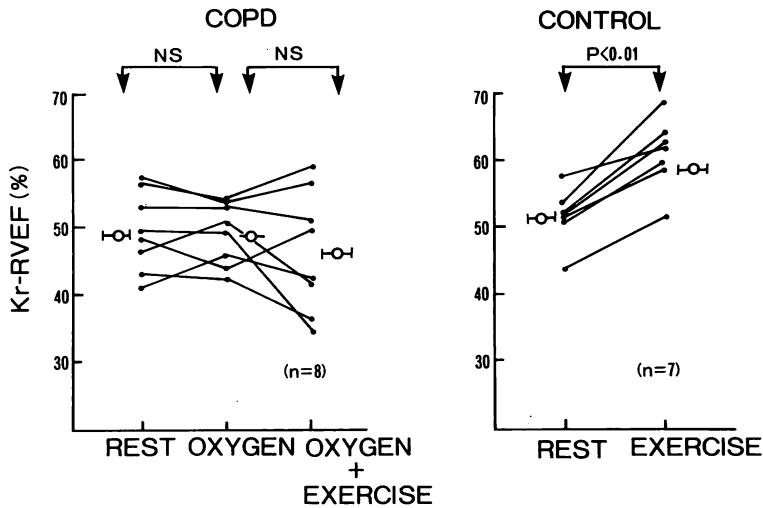 COPD
NS
NS
70
60
50
40
30
Kr-RVEF (%)
(n=8)
REST
OXYGEN
OXYGEN
+
EXERCISE
CONTROL
P<0.01
70
60
50
40
30
(n=7)
REST
EXERCISE